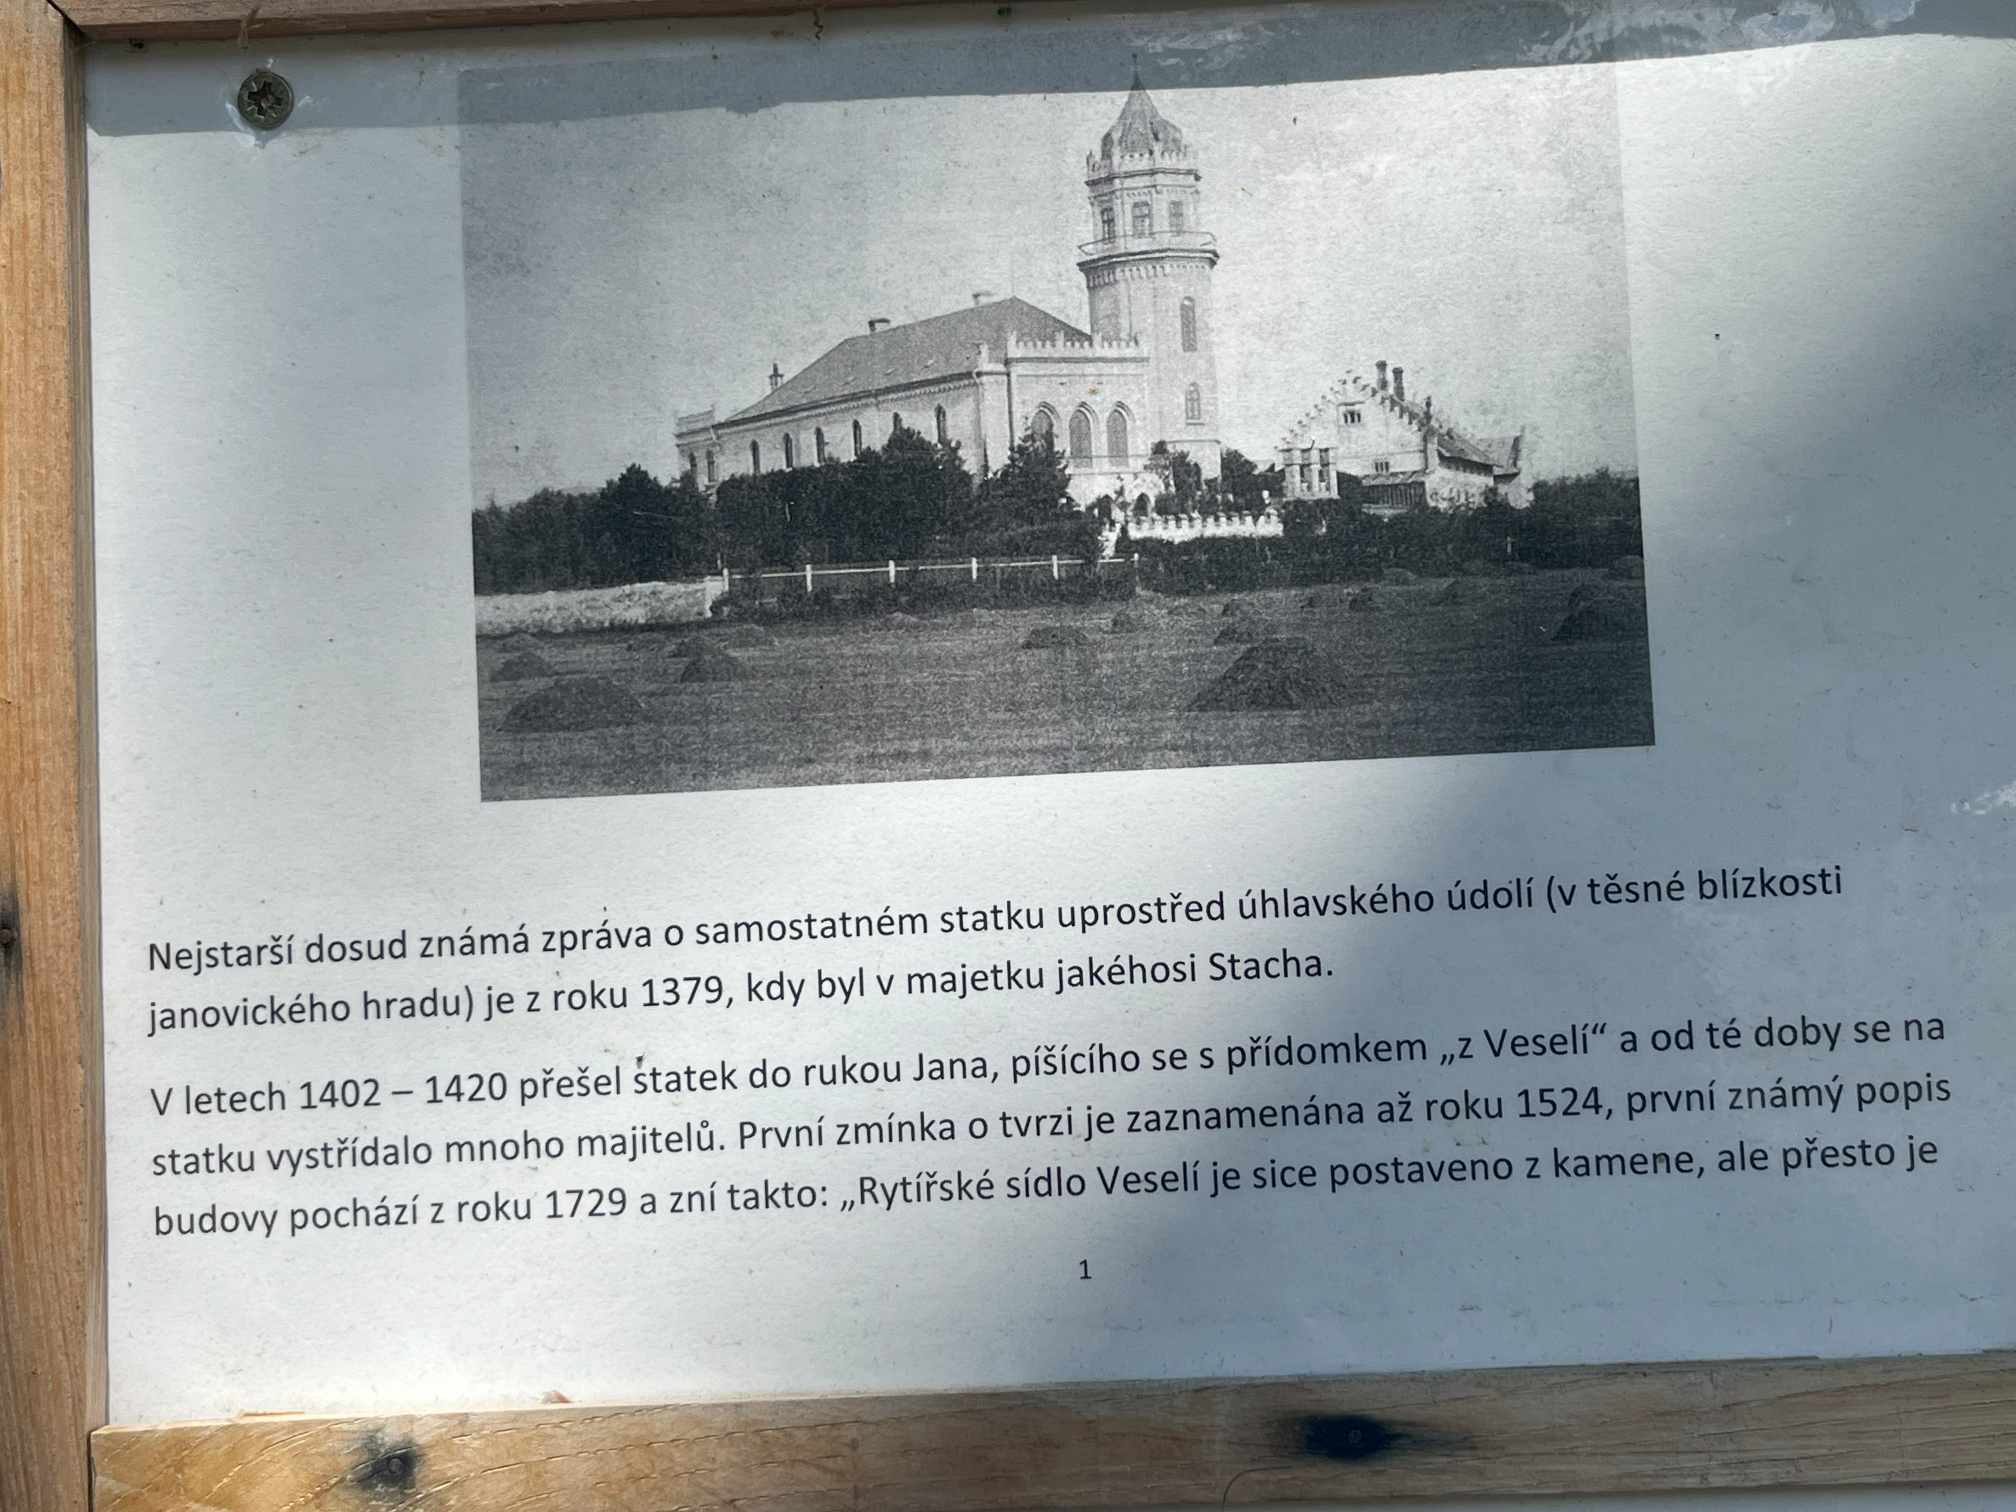 Nejstarší dosud známá zpráva o samostatném statku uprostřed úhlavského údolí (v těsné blízkosti
janovického hradu) je z roku 1379, kdy byl v majetku jakéhosi Stacha.
V letech 1402 – 1420 přešel statek do rukou Jana, píšícího se s přídomkem „z Veselí“ a od té doby se na
statku vystřídalo mnoho majitelů. První zmínka o tvrzi je zaznamenána až roku 1524, první známý popis
budovy pochází z roku 1729 a zní takto: „Rytířské sídlo Veselí je sice postaveno z kamene, ale přesto je
1